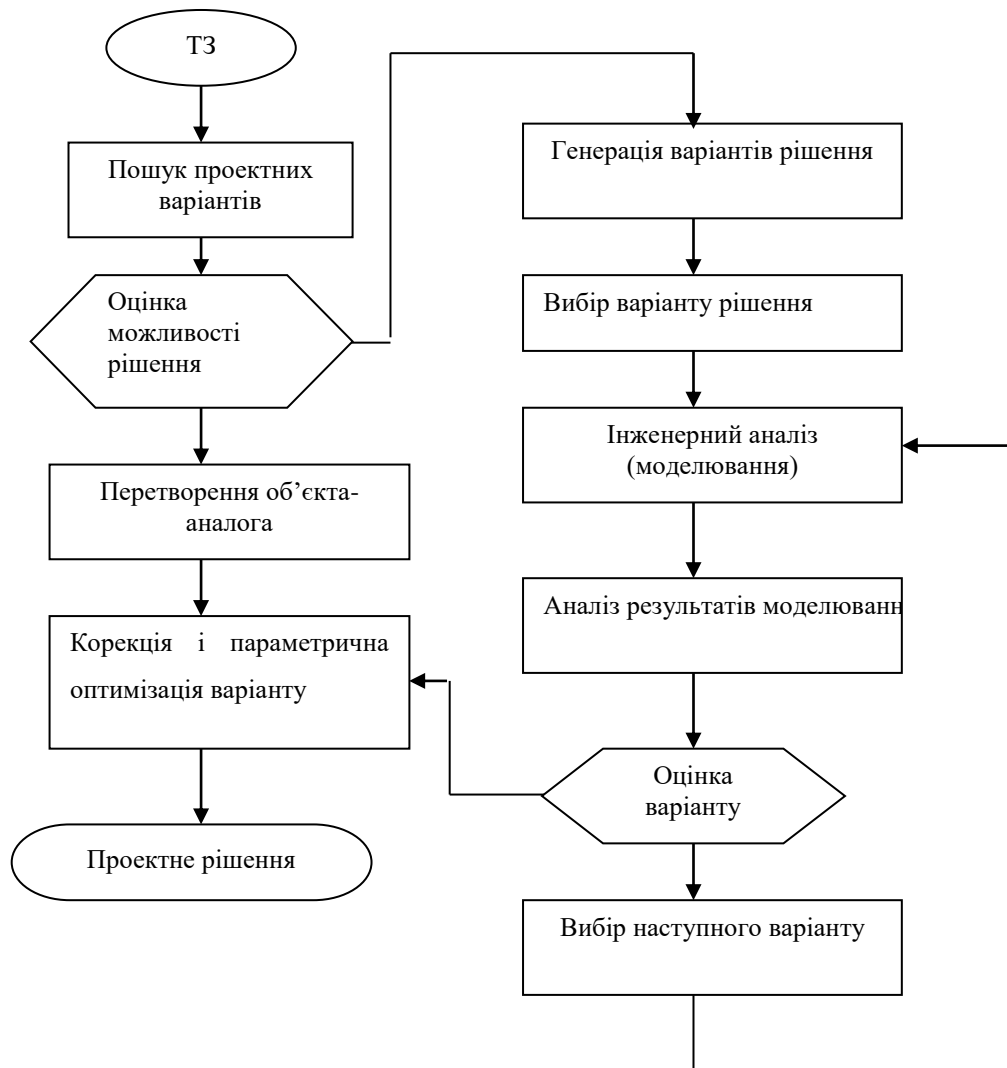 ТЗ
Пошук проектних
варіантів
Оцінка
можливості
рішення
Перетворення об’єкта-
аналога
Корекція і параметрична
оптимізація варіанту
Проектне рішення
Генерація варіантів рішення
Вибір варіанту рішення
Інженерний аналіз
(моделювання)
Аналіз результатів моделюванн
Оцінка
варіанту
Вибір наступного варіанту